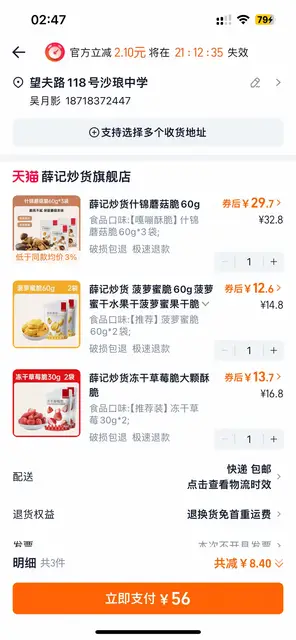 02:47
79
官方立减 2.10元 将在 21:12:35 失效
望夫路118号沙琅中学
吴月影 18718372447
支持选择多个收货地址
天猫 薛记炒货旗舰店
什锦蘑菇脆60g*3袋
低于同款均价3%
薛记炒货什锦蘑菇脆60g
券后¥29.7
食品口味:【嘎嘣酥脆】什锦
¥32.8
蘑菇脆60g*3袋;
破损包退 极速退款
1
菠萝蜜脆60g 2袋
薛记炒货 菠萝蜜脆60g菠萝
券后¥12.6
蜜干水果干菠萝蜜果干脆
¥14.8
食品口味:【推荐】菠萝蜜脆
60g*2袋;
破损包退 极速退款
1
冻干草莓脆30g 2袋
薛记炒货冻干草莓脆大颗酥
券后¥13.7
脆
¥16.8
食品口味:【推荐装】冻干草
莓30g*2;
破损包退 极速退款
1
配送
快递 包邮
点击查看物流时效
退货权益
退换货免首重运费
发票
本次不开具发票
明细 共3件
共减 ¥8.40
立即支付 ¥56